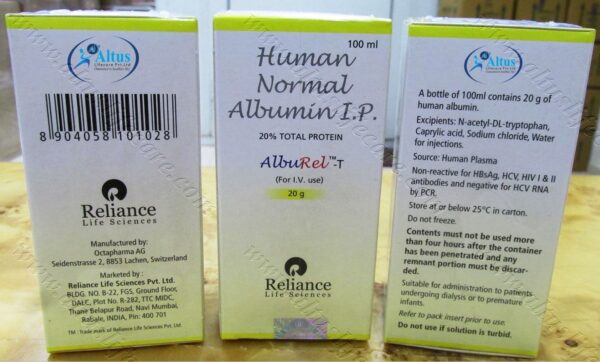 Altus
Lifecare Pvt.Ltd
8 904058 101028
Reliance
Life Sciences
Manufactured by:
Octapharma AG
Seidenstrasse 2, 8853 Lachen, Switzerland
Marketed by :
Reliance Life Sciences Pvt. Ltd.
BLDG. NO. B-22, FGS, Ground Floor,
DALC, Plot No. R-282, TTC MIDC,
Thane Belapur Road, Navi Mumbai,
Rabale, INDIA, Pin: 400 701
TM : Trade mark of Reliance Life Sciences Pvt. Ltd
100 ml
Human
Normal
Albumin I.P.
20% TOTAL PROTEIN
AlbuRel™-T
(For I.V. use)
20 g
Reliance
Life Sciences
Altus
Lifecare Pvt.Ltd
A bottle of 100ml contains 20 g of
human albumin.
Excipients: N-acetyl-DL-tryptophan,
Caprylic acid, Sodium chloride, Water
for injections.
Source: Human Plasma
Non-reactive for HBsAg, HCV, HIV I & II
antibodies and negative for HCV RNA
by PCR.
Store at or below 25°C in carton.
Do not freeze.
Contents must not be used more
than four hours after the container
has been penetrated and any
remnant portion must be discar-
ded.
Suitable for administration to patients
undergoing dialysis or to premature
infants.
Refer to pack insert prior to use.
Do not use if solution is turbid.